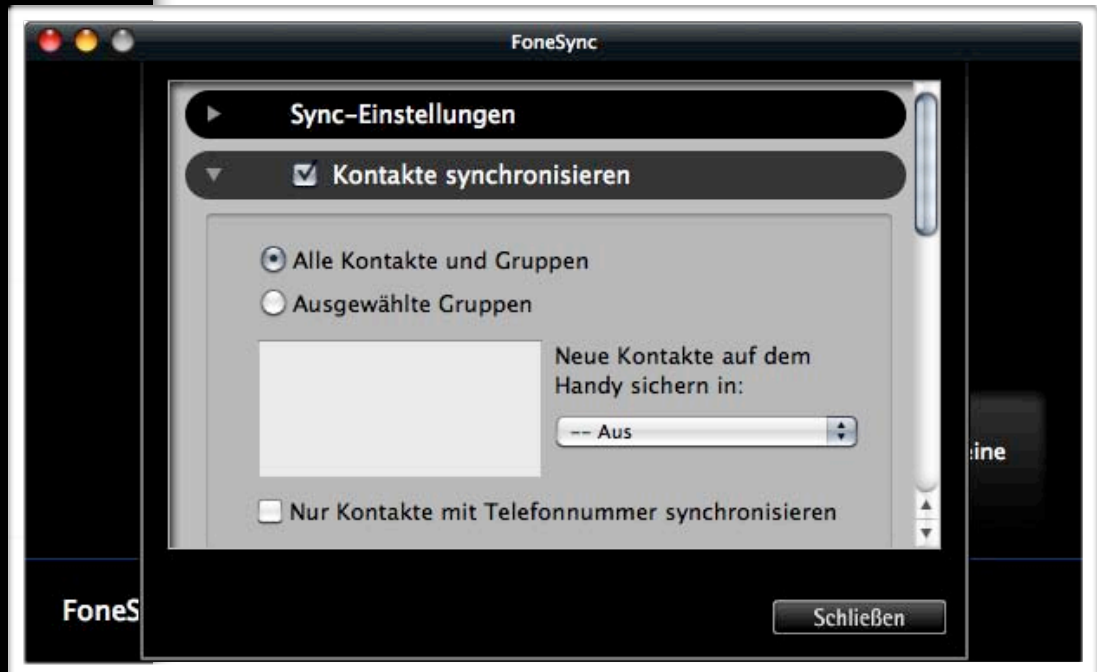 FoneSync
Sync-Einstellungen
Kontakte synchronisieren
Alle Kontakte und Gruppen
Ausgewählte Gruppen
Neue Kontakte auf dem
Handy sichern in:
-- Aus
Nur Kontakte mit Telefonnummer synchronisieren
eine
FoneS
Schließen